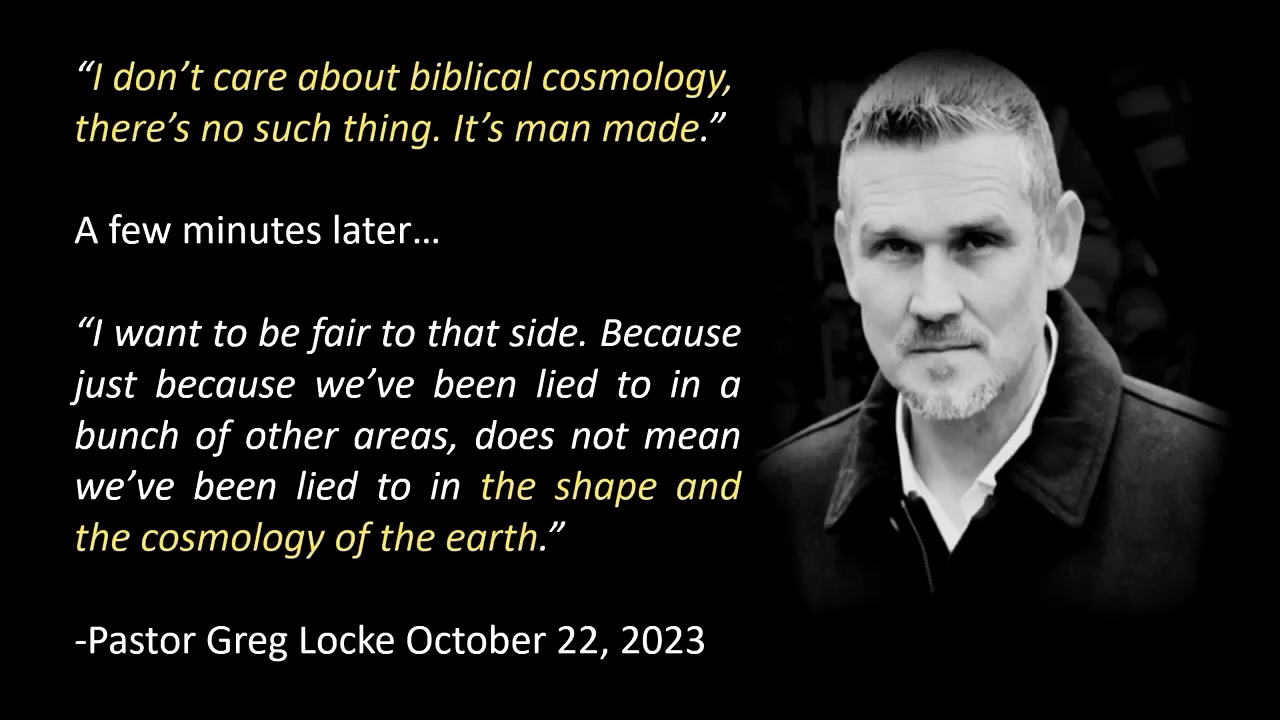 “I don’t care about biblical cosmology,
there’s no such thing. It’s man made.”
A few minutes later…
“I want to be fair to that side. Because
just because we’ve been lied to in a
bunch of other areas, does not mean
we’ve been lied to in the shape and
the cosmology of the earth.”
-Pastor Greg Locke October 22, 2023